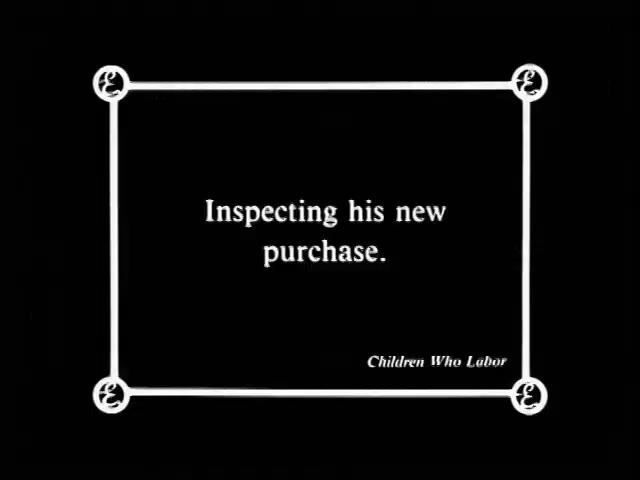 E E
Inspecting his new
purchase.
Children Who Labor
E E